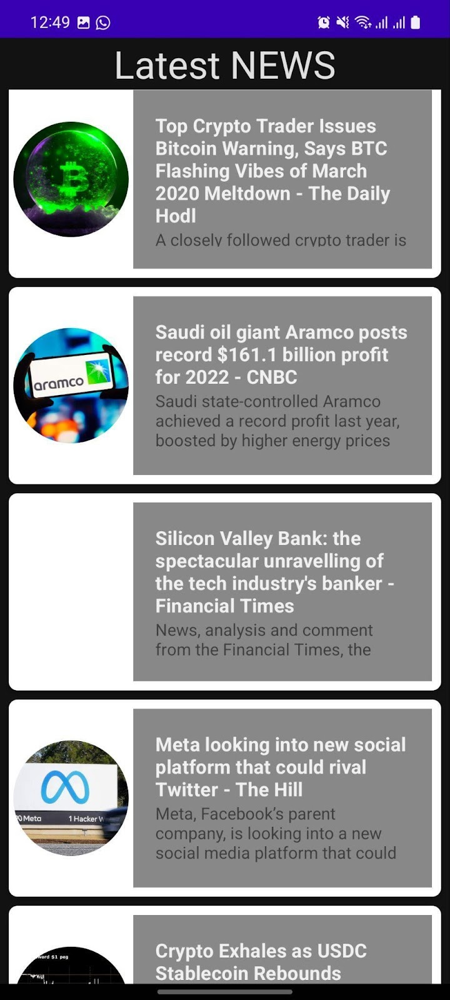 12:49
Latest NEWS
Top Crypto Trader Issues
Bitcoin Warning, Says BTC
Flashing Vibes of March
2020 Meltdown - The Daily
Hodl
A closely followed crypto trader is
aramco
Saudi oil giant Aramco posts
record $161.1 billion profit
for 2022 - CNBC
Saudi state-controlled Aramco
achieved a record profit last year,
boosted by higher energy prices
Silicon Valley Bank: the
spectacular unravelling of
the tech industry's banker -
Financial Times
News, analysis and comment
from the Financial Times, the
Meta 1 Hacker W
Meta looking into new social
platform that could rival
Twitter - The Hill
Meta, Facebook’s parent
company, is looking into a new
social media platform that could
ward $1 peg
Crypto Exhales as USDC
Stablecoin Rebounds